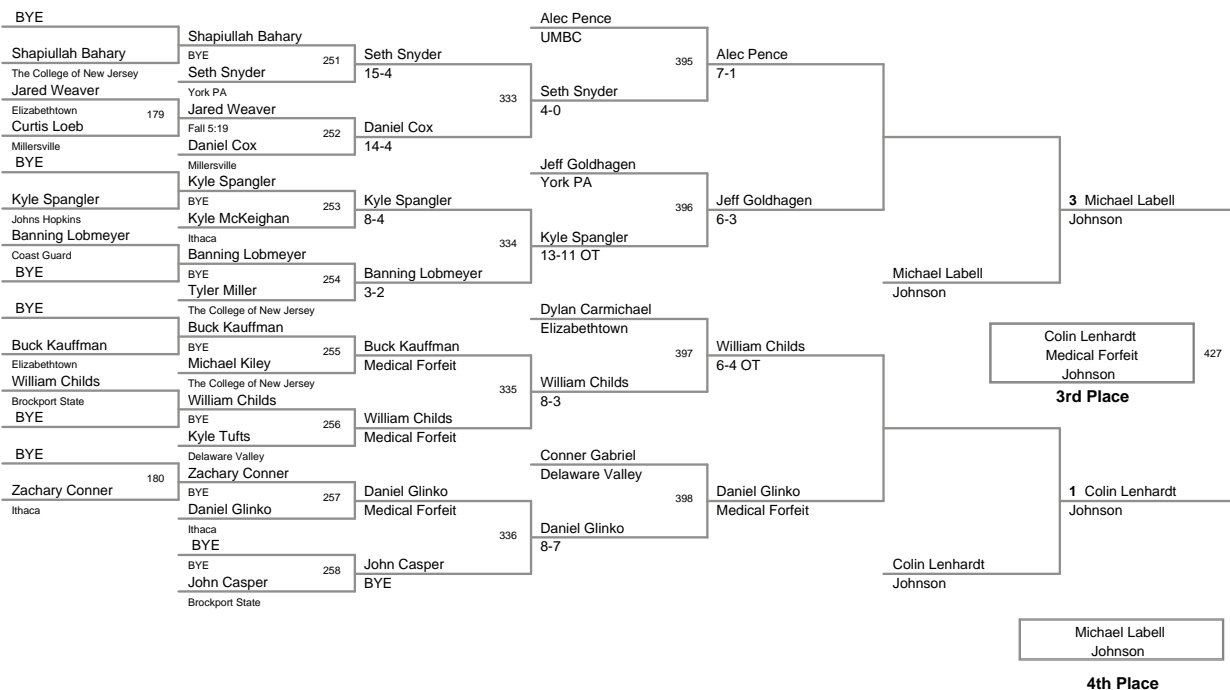 BYE
Shapiullah Bahary
The College of New Jersey
Jared Weaver
Elizabethtown
179
Curtis Loeb
Millersville
BYE
Kyle Spangler
Johns Hopkins
Banning Lobmeyer
Coast Guard
BYE
BYE
Buck Kauffman
Elizabethtown
William Childs
Brockport State
BYE
BYE
180
Zachary Conner
Ithaca
Shapiullah Bahary
BYE
251
Seth Snyder
York PA
Jared Weaver
Fall 5:19
252
Daniel Cox
Millersville
Kyle Spangler
BYE
253
Kyle McKeighan
Ithaca
Banning Lobmeyer
BYE
254
Tyler Miller
The College of New Jersey
Buck Kauffman
BYE
255
Michael Kiley
The College of New Jersey
William Childs
BYE
256
Kyle Tufts
Delaware Valley
Zachary Conner
BYE
257
Daniel Glinko
Ithaca
BYE
BYE
258
John Casper
Brockport State
Seth Snyder
15-4
333
Daniel Cox
14-4
Kyle Spangler
8-4
334
Banning Lobmeyer
3-2
Buck Kauffman
Medical Forfeit
335
William Childs
Medical Forfeit
Daniel Glinko
Medical Forfeit
336
John Casper
BYE
Alec Pence
UMBC
395
Seth Snyder
4-0
Jeff Goldhagen
York PA
396
Kyle Spangler
13-11 OT
Dylan Carmichael
Elizabethtown
397
William Childs
8-3
Conner Gabriel
Delaware Valley
398
Daniel Glinko
8-7
Alec Pence
7-1
Jeff Goldhagen
6-3
William Childs
6-4 OT
Daniel Glinko
Medical Forfeit
Michael Labell
Johnson
Colin Lenhardt
Johnson
3 Michael Labell
Johnson
Colin Lenhardt
Medical Forfeit
427
Johnson
3rd Place
1 Colin Lenhardt
Johnson
Michael Labell
Johnson
4th Place